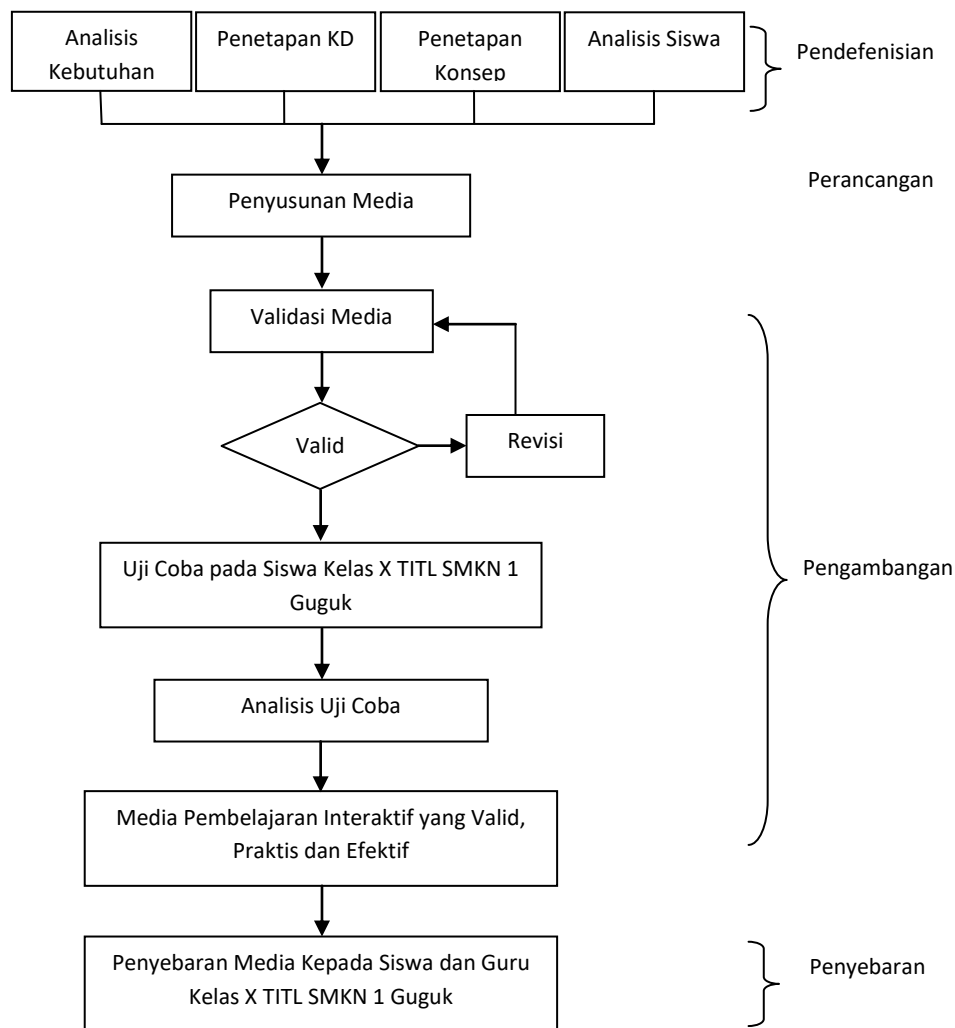 Analisis
Kebutuhan
Penetapan KD
Penetapan
Konsep
Analisis Siswa
Pendefenisian
Penyusunan Media
Perancangan
Validasi Media
Valid
Revisi
Uji Coba pada Siswa Kelas X TITL SMKN 1
Guguk
Pengambangan
Analisis Uji Coba
Media Pembelajaran Interaktif yang Valid,
Praktis dan Efektif
Penyebaran Media Kepada Siswa dan Guru
Kelas X TITL SMKN 1 Guguk
Penyebaran